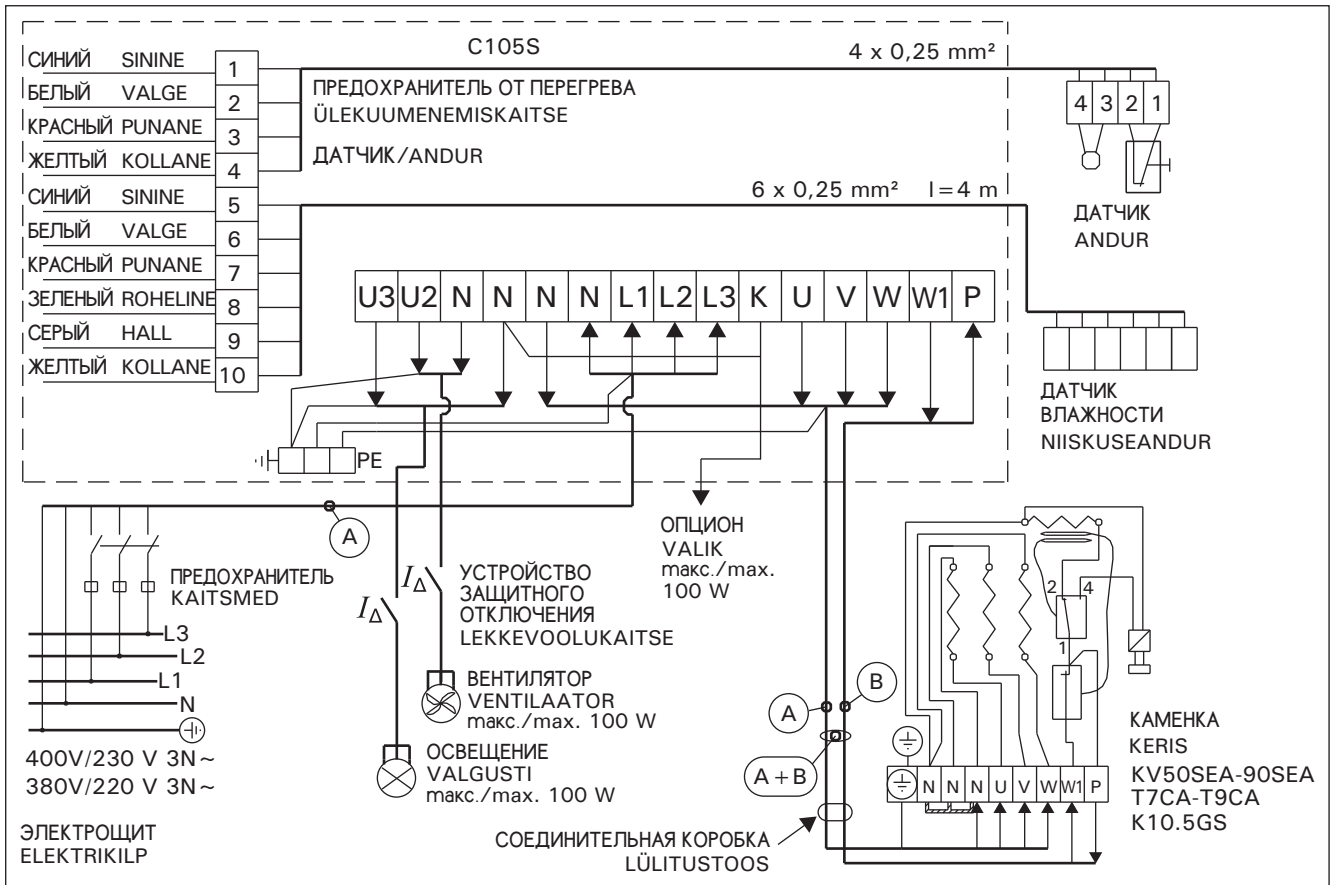 C105S
4 x 0,25 mm²
СИНИЙ SININE 1
БЕЛЫЙ VALGE 2
КРАСНЫЙ PUNANE 3
ЖЕЛТЫЙ KOLLANE 4
СИНИЙ SININE 5
БЕЛЫЙ VALGE 6
КРАСНЫЙ PUNANE 7
ЗЕЛЕНЫЙ ROHELINE 8
СЕРЫЙ HALL 9
ЖЕЛТЫЙ KOLLANE 10
ПРЕДОХРАНИТЕЛЬ ОТ ПЕРЕГРЕВА
ÜLEKUUMENEMISKAITSE
ДАТЧИК/ANDUR
4 3 2 1
ДАТЧИК
ANDUR
6 x 0,25 mm² l=4 m
U3 U2 N N N N L1 L2 L3 K U V W W1 P
ДАТЧИК
ВЛАЖНОСТИ
NIISKUSEANDUR
PE
A
ОПЦИОН
VALIK
макс./max.
100 W
ПРЕДОХРАНИТЕЛЬ
KAITSMED
I∆
I∆
УСТРОЙСТВО
ЗАЩИТНОГО
ОТКЛЮЧЕНИЯ
LEKKEVOOLUKAITSE
L3
L2
L1
N
400V/230 V 3N~
380V/220 V 3N~
ЭЛЕКТРОЩИТ
ELEKTRIKILP
ВЕНТИЛЯТОР
VENTILAATOR
макс./max. 100 W
ОСВЕЩЕНИЕ
VALGUSTI
макс./max. 100 W
A
B
A+B
СОЕДИНИТЕЛЬНАЯ КОРОБКА
LÜLITUSTOOS
2 4
1
N N N U V W W1 P
КАМЕНКА
KERIS
KV50SEA-90SEA
T7CA-T9CA
K10.5GS